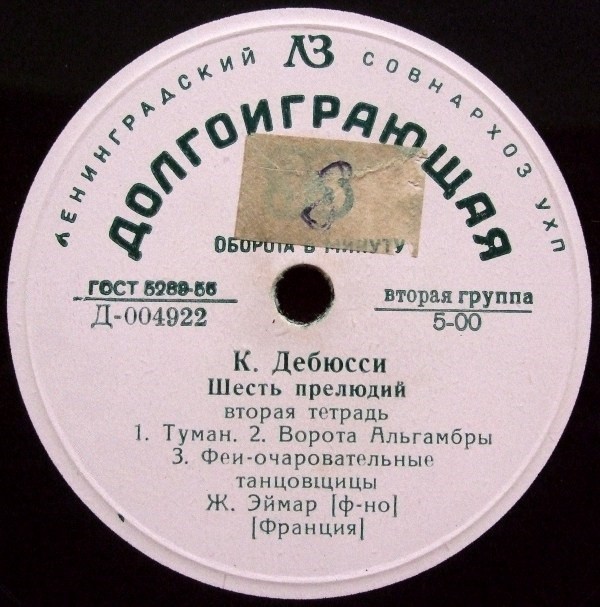 ЛЕНИНГРАДСКИЙ ЛЗ СОВНАРХОЗ УХП
ДОЛГОИГРАЮЩАЯ
8
ОБОРОТА В МИНУТУ
ГОСТ 5289-56
Д-004922
вторая группа
5-00
К. Дебюсси
Шесть прелюдий
вторая тетрадь
1. Туман. 2. Ворота Альгамбры
3. Феи-очаровательные
танцовщицы
Ж. Эймар [ф-но]
[Франция]